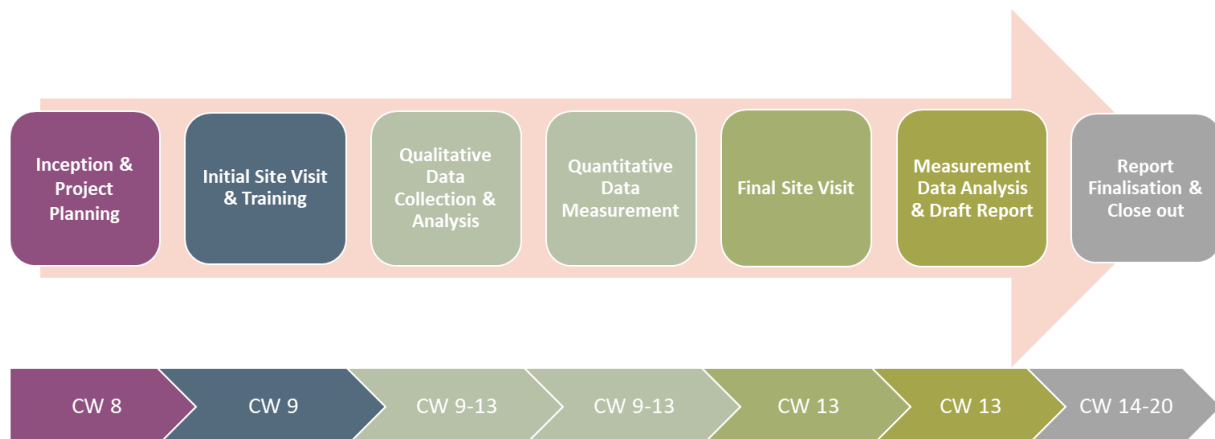 Inception &
Project
Planning
Initial Site Visit
& Training
Qualitative
Data
Collection &
Analysis
Quantitative
Data
Measurement
Final Site Visit
Measurement
Data Analysis
& Draft Report
Report
Finalisation &
Close out
CW 8
CW 9
CW 9-13
CW 9-13
CW 13
CW 13
CW 14-20